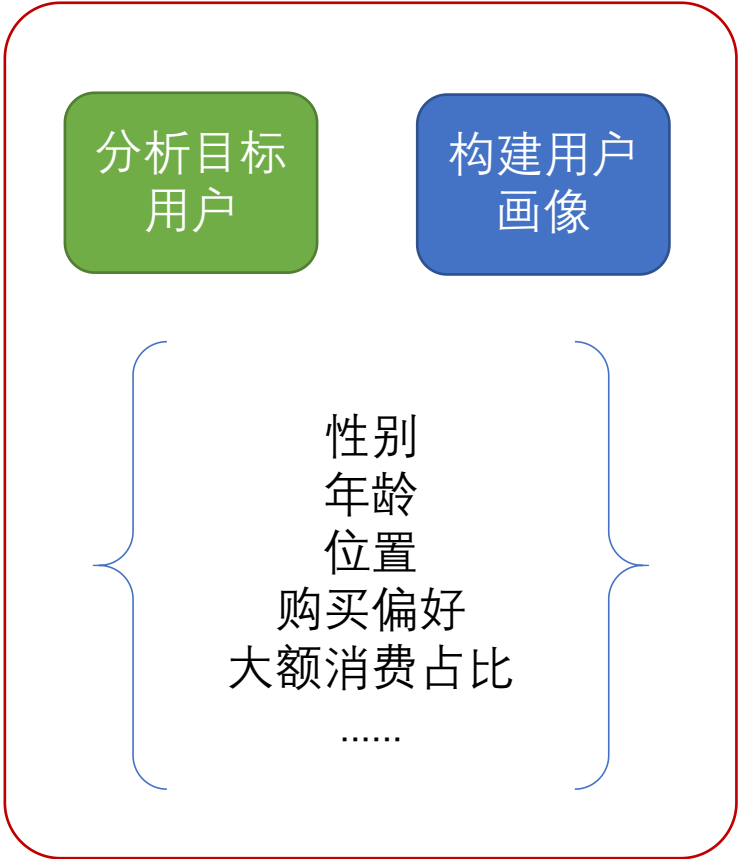 分析目标
用户
构建用户
画像
性别
年龄
位置
购买偏好
大额消费占比
......